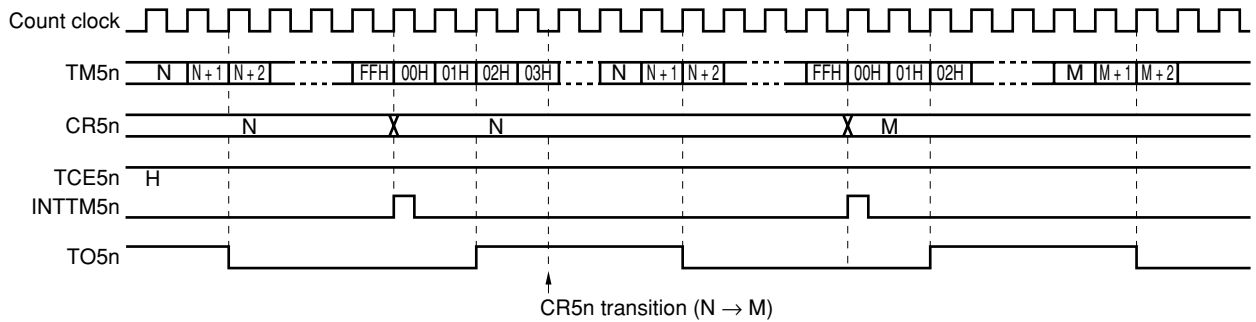 Count clock
TM5n N N + 1 N + 2 FFH 00H 01H 02H 03H N N + 1 N + 2 FFH 00H 01H 02H M M + 1 M + 2
CR5n N N M
TCE5n H
INTTM5n
TO5n
CR5n transition (N → M)